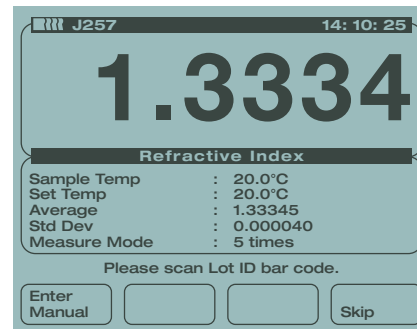 J257 14: 10: 25
1.3334
Refractive Index
Sample Temp : 20.0°C
Set Temp : 20.0°C
Average : 1.33345
Std Dev : 0.000040
Measure Mode : 5 times
Please scan Lot ID bar code.
Enter
Manual Skip